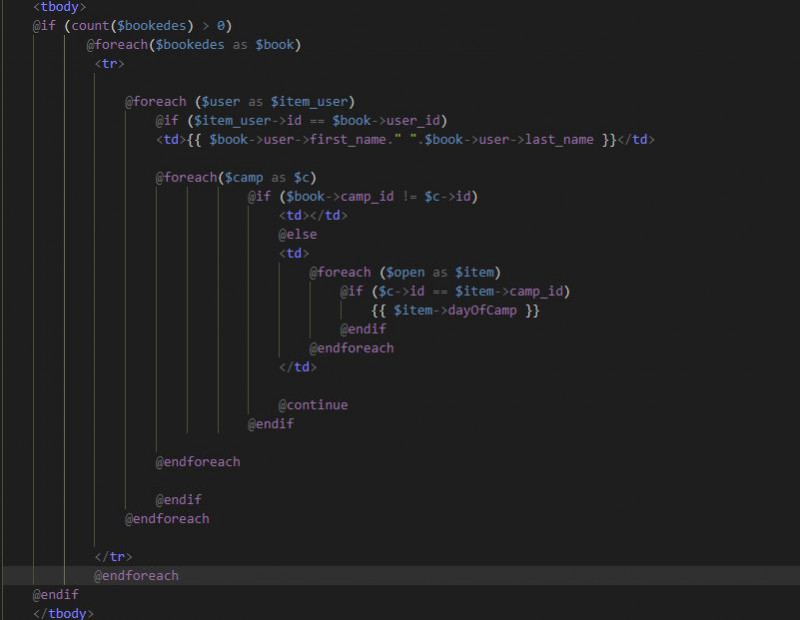 <tbody>
@if (count($bookedes) > 0)
@foreach($bookedes as $book)
<tr>
@foreach ($user as $item_user)
@if ($item_user->id == $book->user_id)
<td>{{ $book->user->first_name." ".$book->user->last_name }}</td>
@foreach($camp as $c)
@if ($book->camp_id != $c->id)
<td></td>
@else
<td>
@foreach ($open as $item)
@if ($c->id == $item->camp_id)
{{ $item->dayOfCamp }}
@endif
@endforeach
</td>
@continue
@endif
@endforeach
@endif
@endforeach
</tr>
@endforeach
@endif
</tbody>